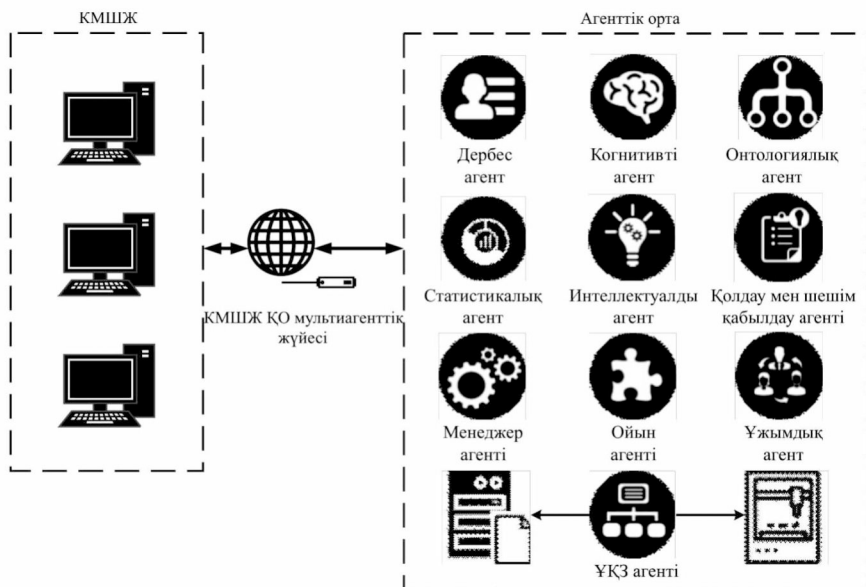 КМШЖ
Агенттік орта
Дербес
агент
Когнитивті
агент
Онтологиялық
агент
Статистикалық
агент
Интеллектуалды
агент
Қолдау мен шешім
қабылдау агенті
КМШЖ ҚО мультиагенттік
жүйесі
Менеджер
агенті
Ойын
агенті
Ұжымдық
агент
ҰҚЗ агенті